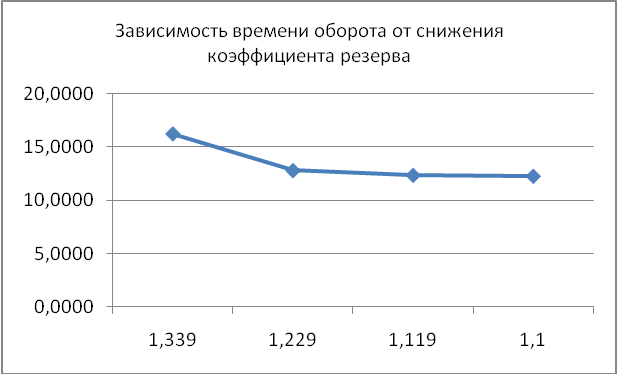 Зависимость времени оборота от снижения
коэффициента резерва
20,0000
15,0000
10,0000
5,0000
0,0000
1,339 1,229 1,119 1,1